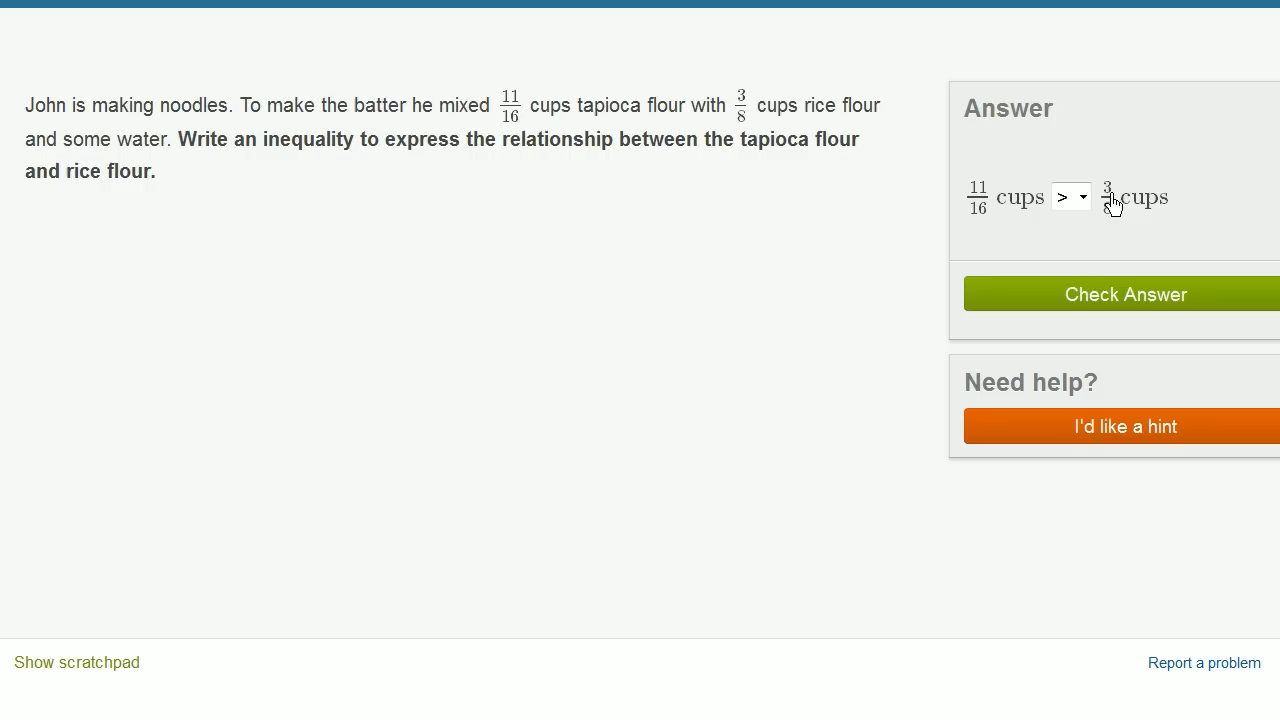 John is making noodles. To make the batter he mixed 11/16 cups tapioca flour with 3/8 cups rice flour
and some water. Write an inequality to express the relationship between the tapioca flour
and rice flour.
Answer
11/16 cups > 3/8 cups
Check Answer
Need help?
I'd like a hint
Show scratchpad
Report a problem